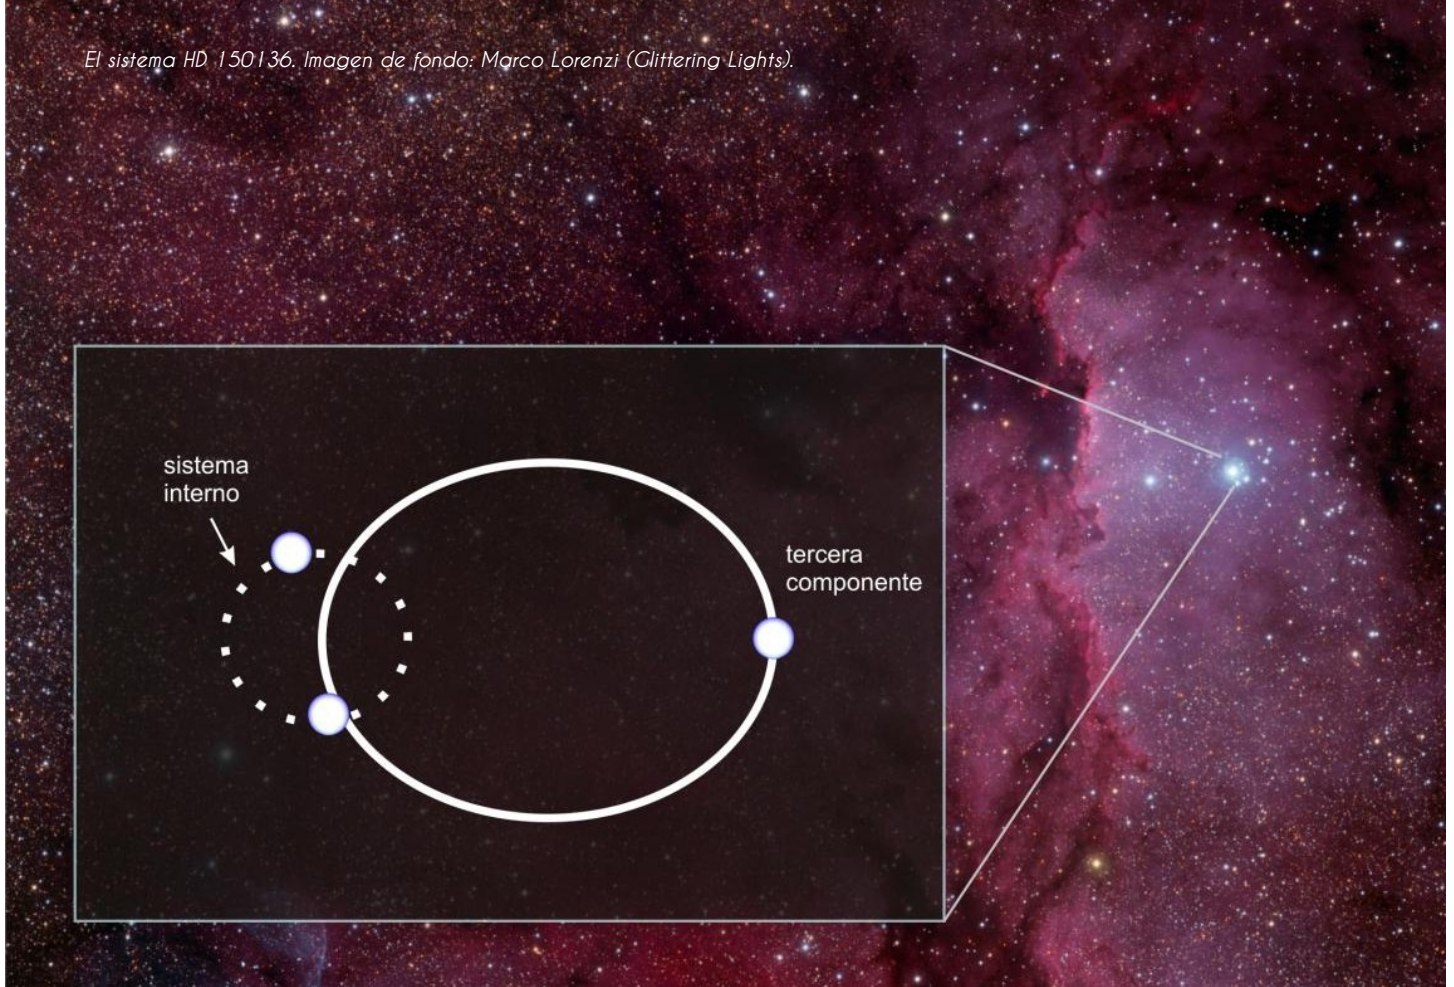 El sistema HD 150136. Imagen de fondo: Marco Lorenzi (Glittering Lights).
sistema
interno
tercera
componente